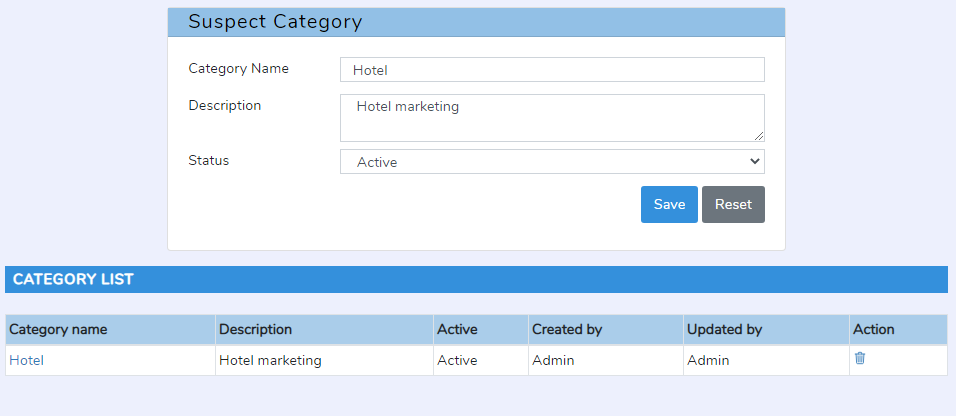 Suspect Category
Category Name Hotel
Description Hotel marketing
Status Active
Save Reset
CATEGORY LIST
Category name Description Active Created by Updated by Action
Hotel Hotel marketing Active Admin Admin